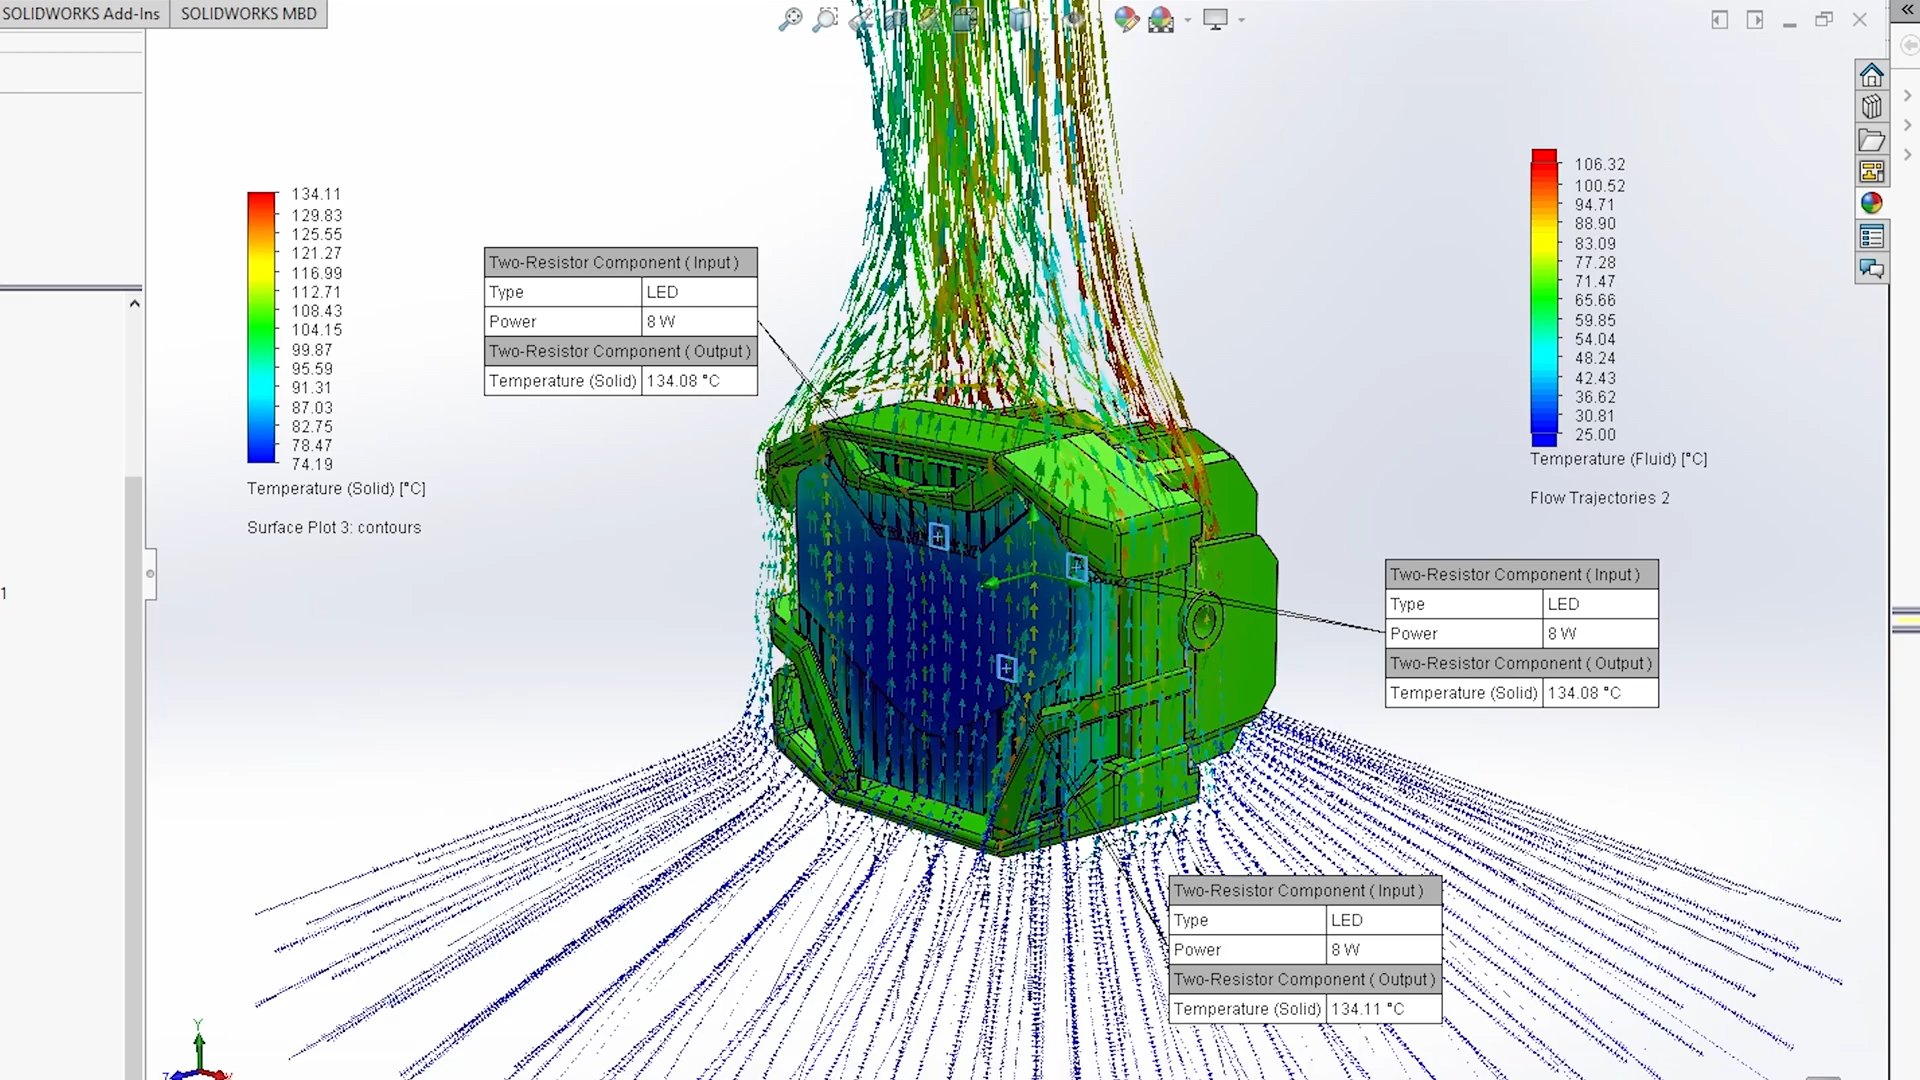 SOLIDWORKS Add-Ins
SOLIDWORKS MBD
134.11
129.83
125.55
121.27
116.99
112.71
108.43
104.15
99.87
95.59
91.31
87.03
82.75
78.47
74.19
Temperature (Solid) [°C]
Surface Plot 3: contours
Two-Resistor Component ( Input )
Type LED
Power 8 W
Two-Resistor Component ( Output )
Temperature (Solid) 134.08 °C
106.32
100.52
94.71
88.90
83.09
77.28
71.47
65.66
59.85
54.04
48.24
42.43
36.62
30.81
25.00
Temperature (Fluid) [°C]
Flow Trajectories 2
Two-Resistor Component ( Input )
Type LED
Power 8 W
Two-Resistor Component ( Output )
Temperature (Solid) 134.08 °C
1
Two-Resistor Component ( Input )
Type LED
Power 8 W
Two-Resistor Component ( Output )
Temperature (Solid) 134.11 °C
Y